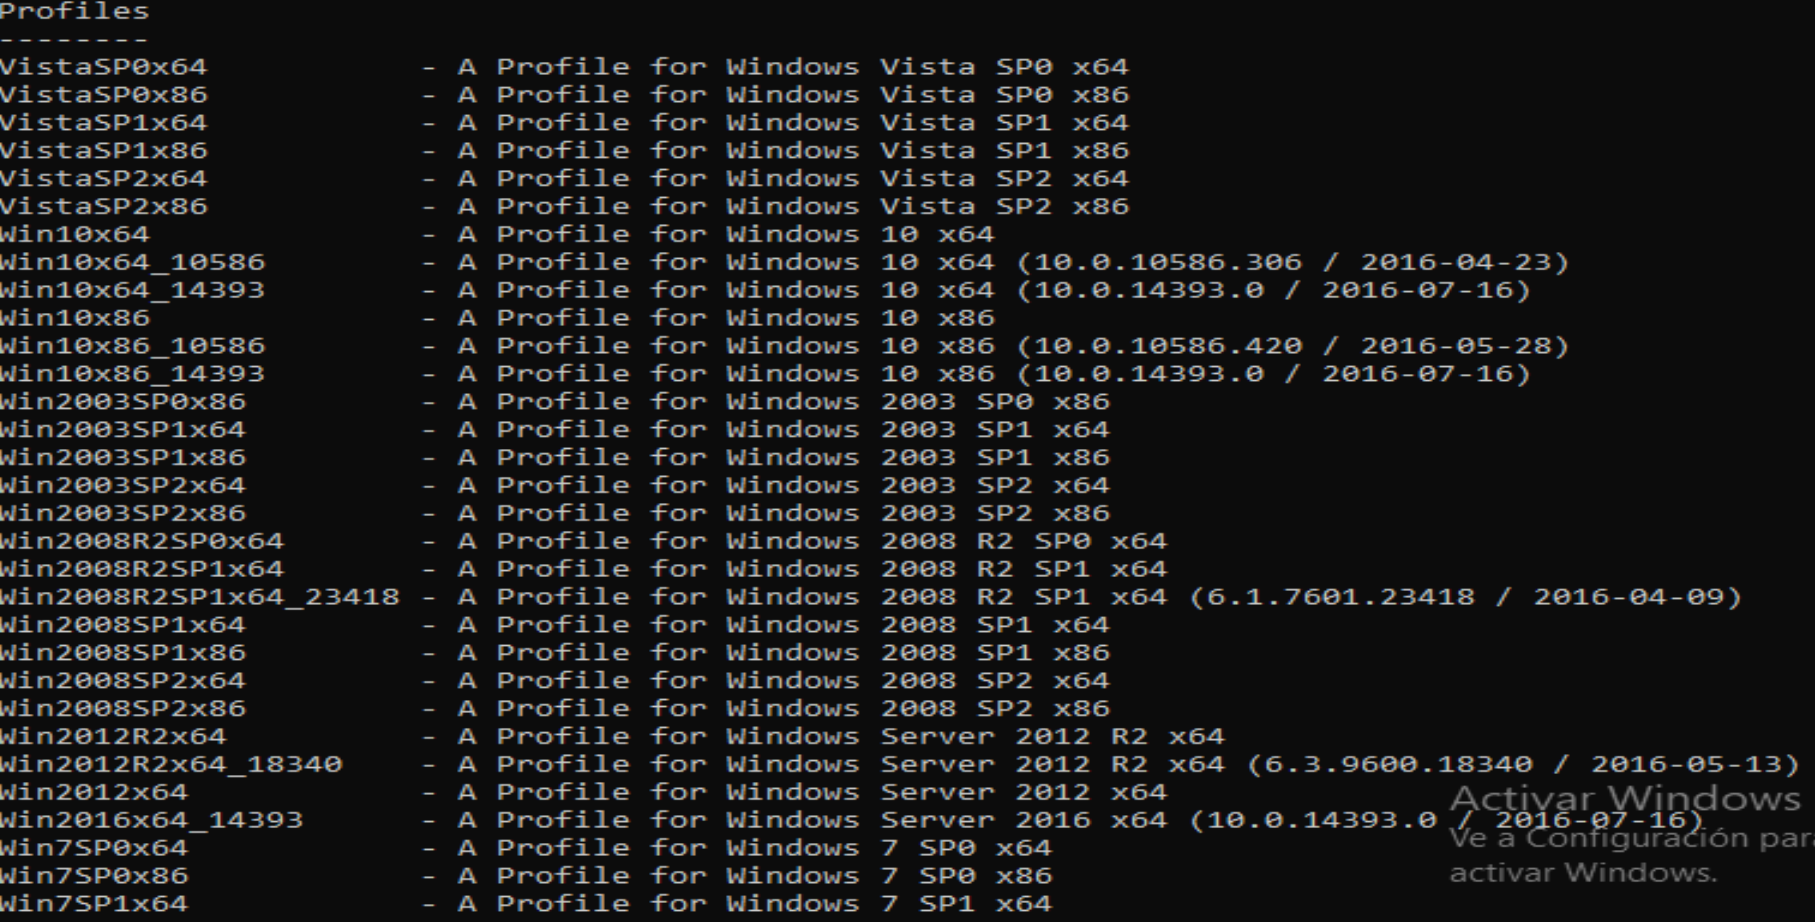 Profiles
--------
VistaSP0x64 - A Profile for Windows Vista SP0 x64
VistaSP0x86 - A Profile for Windows Vista SP0 x86
VistaSP1x64 - A Profile for Windows Vista SP1 x64
VistaSP1x86 - A Profile for Windows Vista SP1 x86
VistaSP2x64 - A Profile for Windows Vista SP2 x64
VistaSP2x86 - A Profile for Windows Vista SP2 x86
Win10x64 - A Profile for Windows 10 x64
Win10x64_10586 - A Profile for Windows 10 x64 (10.0.10586.306 / 2016-04-23)
Win10x64_14393 - A Profile for Windows 10 x64 (10.0.14393.0 / 2016-07-16)
Win10x86 - A Profile for Windows 10 x86
Win10x86_10586 - A Profile for Windows 10 x86 (10.0.10586.420 / 2016-05-28)
Win10x86_14393 - A Profile for Windows 10 x86 (10.0.14393.0 / 2016-07-16)
Win2003SP0x86 - A Profile for Windows 2003 SP0 x86
Win2003SP1x64 - A Profile for Windows 2003 SP1 x64
Win2003SP1x86 - A Profile for Windows 2003 SP1 x86
Win2003SP2x64 - A Profile for Windows 2003 SP2 x64
Win2003SP2x86 - A Profile for Windows 2003 SP2 x86
Win2008R2SP0x64 - A Profile for Windows 2008 R2 SP0 x64
Win2008R2SP1x64 - A Profile for Windows 2008 R2 SP1 x64
Win2008R2SP1x64_23418 - A Profile for Windows 2008 R2 SP1 x64 (6.1.7601.23418 / 2016-04-09)
Win2008SP1x64 - A Profile for Windows 2008 SP1 x64
Win2008SP1x86 - A Profile for Windows 2008 SP1 x86
Win2008SP2x64 - A Profile for Windows 2008 SP2 x64
Win2008SP2x86 - A Profile for Windows 2008 SP2 x86
Win2012R2x64 - A Profile for Windows Server 2012 R2 x64
Win2012R2x64_18340 - A Profile for Windows Server 2012 R2 x64 (6.3.9600.18340 / 2016-05-13)
Win2012x64 - A Profile for Windows Server 2012 x64
Win2016x64_14393 - A Profile for Windows Server 2016 x64 (10.0.14393.0 / 2016-07-16)
Win7SP0x64 - A Profile for Windows 7 SP0 x64
Win7SP0x86 - A Profile for Windows 7 SP0 x86
Win7SP1x64 - A Profile for Windows 7 SP1 x64
Activar Windows
Ve a Configuración para
activar Windows.